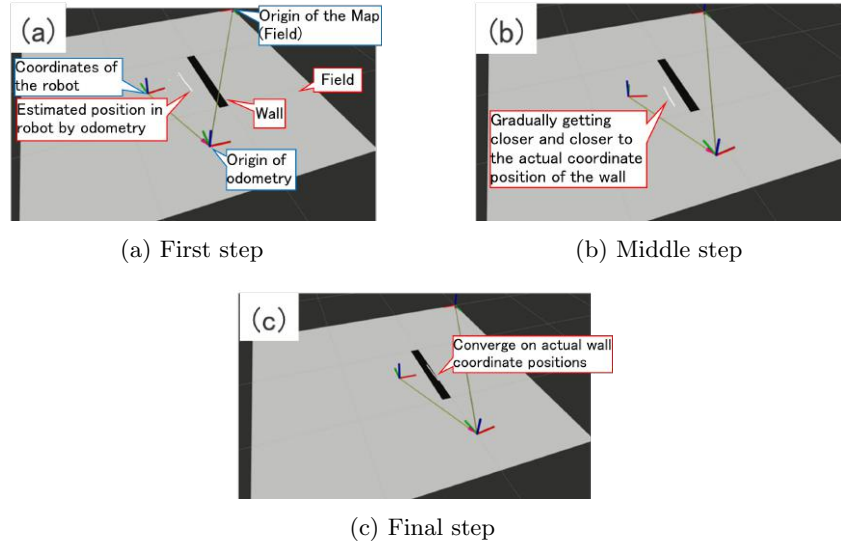 (a)
Origin of the Map
(Field)
Coordinates of
the robot
Field
Estimated position in
robot by odometry
Wall
Origin of
odometry
(a) First step
(b)
Gradually getting
closer and closer to
the actual coordinate
position of the wall
(b) Middle step
(c)
Converge on actual wall
coordinate positions
(c) Final step